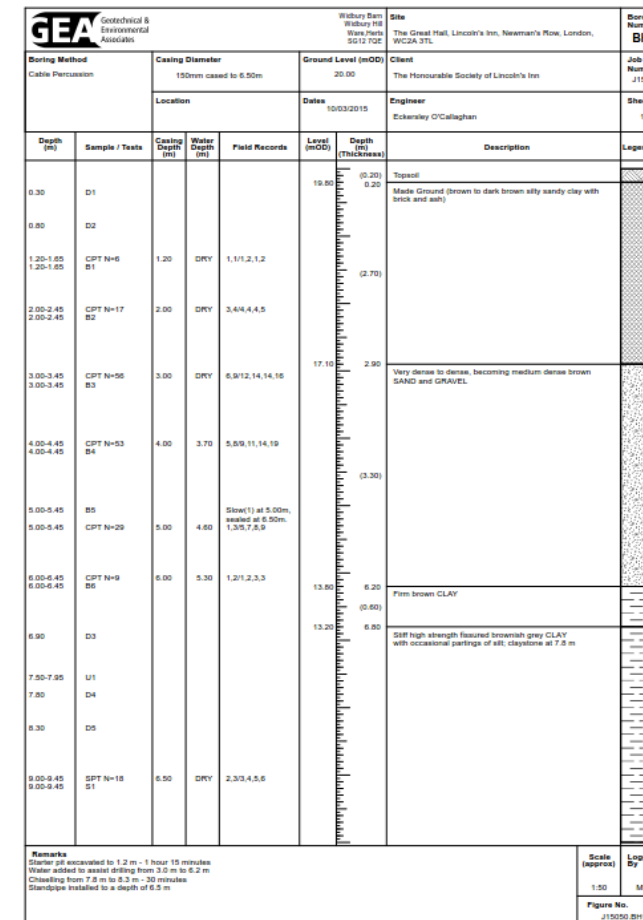 GEA
Geotechnical &
Environmental
Associates
Widbury Barn
Widbury Hill
Ware, Herts
SG12 7QE
Site
The Great Hall, Lincoln's Inn, Newman's Row, London,
WC2A 3TL
Boring Method
Cable Percussion
Casing Diameter
150mm cased to 6.50m
Ground Level (mOD)
20.00
Client
The Honourable Society of Lincoln's Inn
Job
Location
Dates
10/03/2015
Engineer
Eckersley O'Callaghan
Depth (m) Sample / Tests Casing Depth (m) Water Depth (m) Field Records Level (mOD) Depth (m) (Thickness) Description
(0.20) Topsoil
19.80 0.20
0.30 D1 Made Ground (brown to dark brown silty sandy clay with
brick and ash)
0.80 D2
1.20-1.65 CPT N=6 1.20 DRY 1,1/1,2,1,2
1.20-1.65 B1
(2.70)
2.00-2.45 CPT N=17 2.00 DRY 3,4/4,4,4,5
2.00-2.45 B2
17.10 2.90
3.00-3.45 CPT N=56 3.00 DRY 6,9/12,14,14,16 Very dense to dense, becoming medium dense brown
3.00-3.45 B3 SAND and GRAVEL
4.00-4.45 CPT N=53 4.00 3.70 5,8/9,11,14,19
4.00-4.45 B4
(3.30)
5.00-5.45 B5 Slow(1) at 5.00m,
sealed at 6.50m.
5.00-5.45 CPT N=29 5.00 4.60 1,3/5,7,8,9
6.00-6.45 CPT N=9 6.00 5.30 1,2/1,2,3,3
6.00-6.45 B6 13.80 6.20
Firm brown CLAY
(0.60)
13.20 6.80
6.90 D3 Stiff high strength fissured brownish grey CLAY
with occasional partings of silt; claystone at 7.8 m
7.50-7.95 U1
7.80 D4
8.30 D5
9.00-9.45 SPT N=18 6.50 DRY 2,3/3,4,5,6
9.00-9.45 S1
Remarks
Starter pit excavated to 1.2 m - 1 hour 15 minutes
Water added to assist drilling from 3.0 m to 6.2 m
Chiselling from 7.8 m to 8.3 m - 30 minutes
Standpipe installed to a depth of 6.5 m
Scale
(approx)
1:50
By
Figure No.
J15050.BH